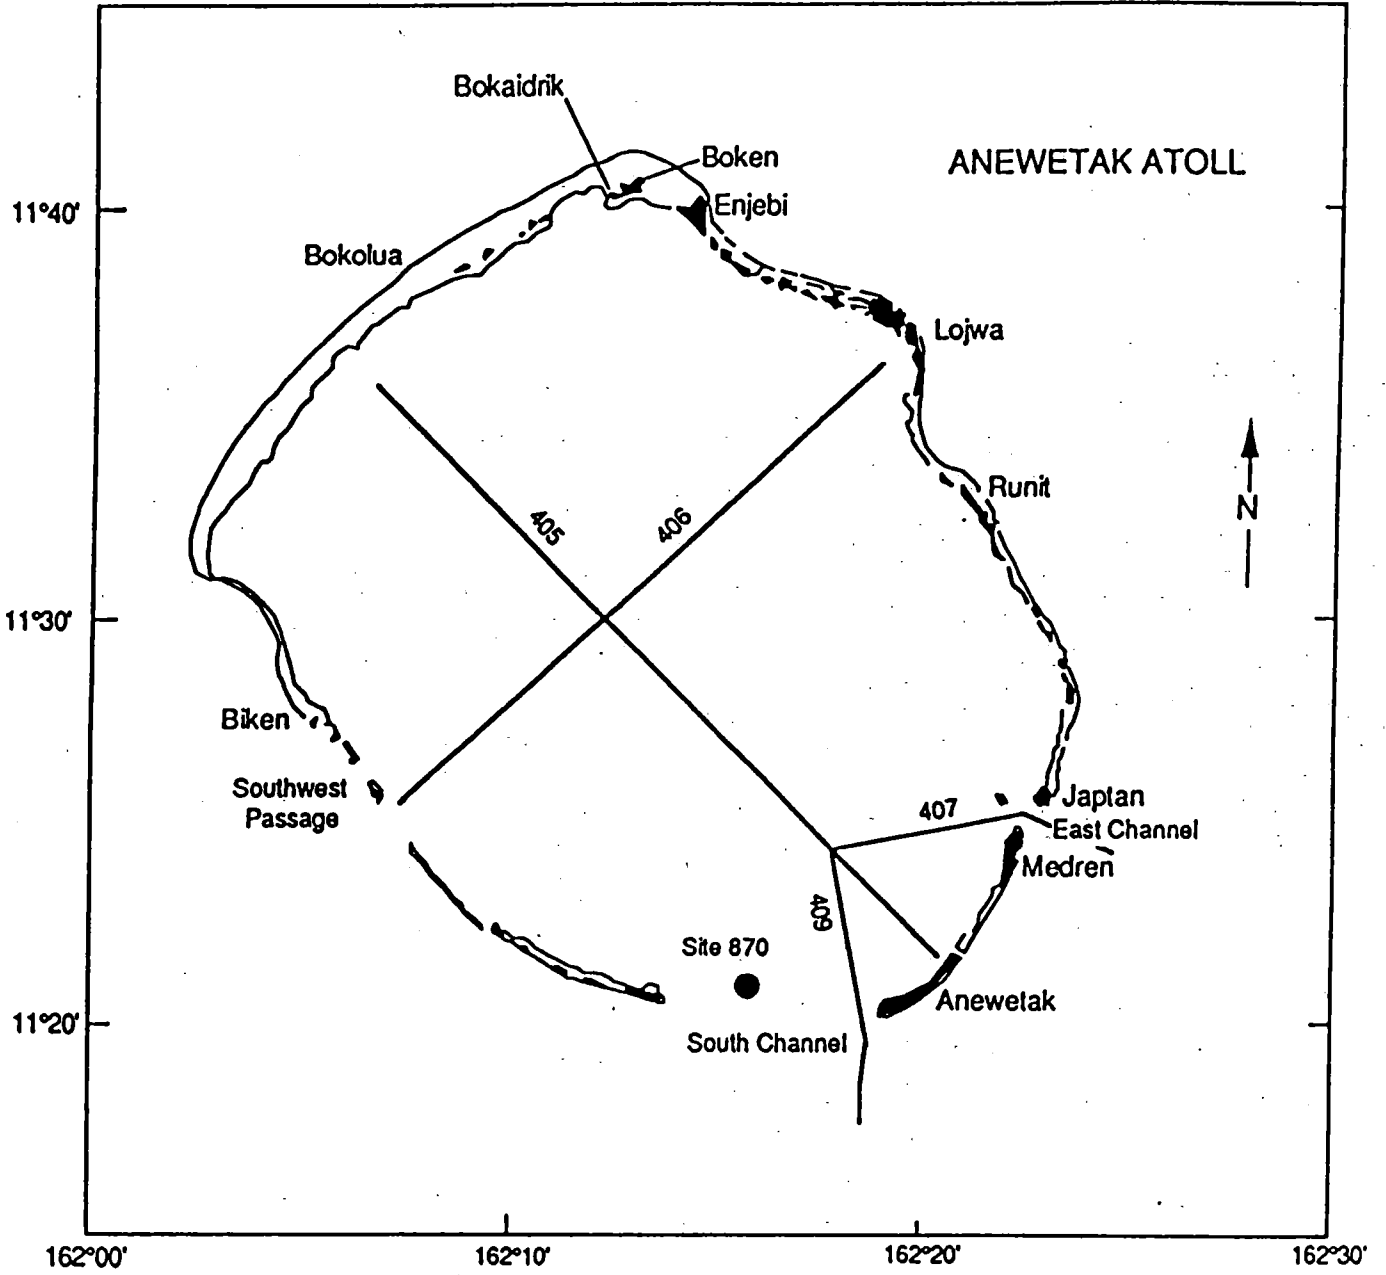 Bokaidrik
Boken
ANEWETAK ATOLL
11°40'
Enjebi
Bokolua
Lojwa
Runit
N
405
406
11°30'
Biken
Southwest
Passage
407
Japtan
East Channel
Medren
409
Site 870
Anewetak
11°20'
South Channel
162°00'
162°10'
162°20'
162°30'